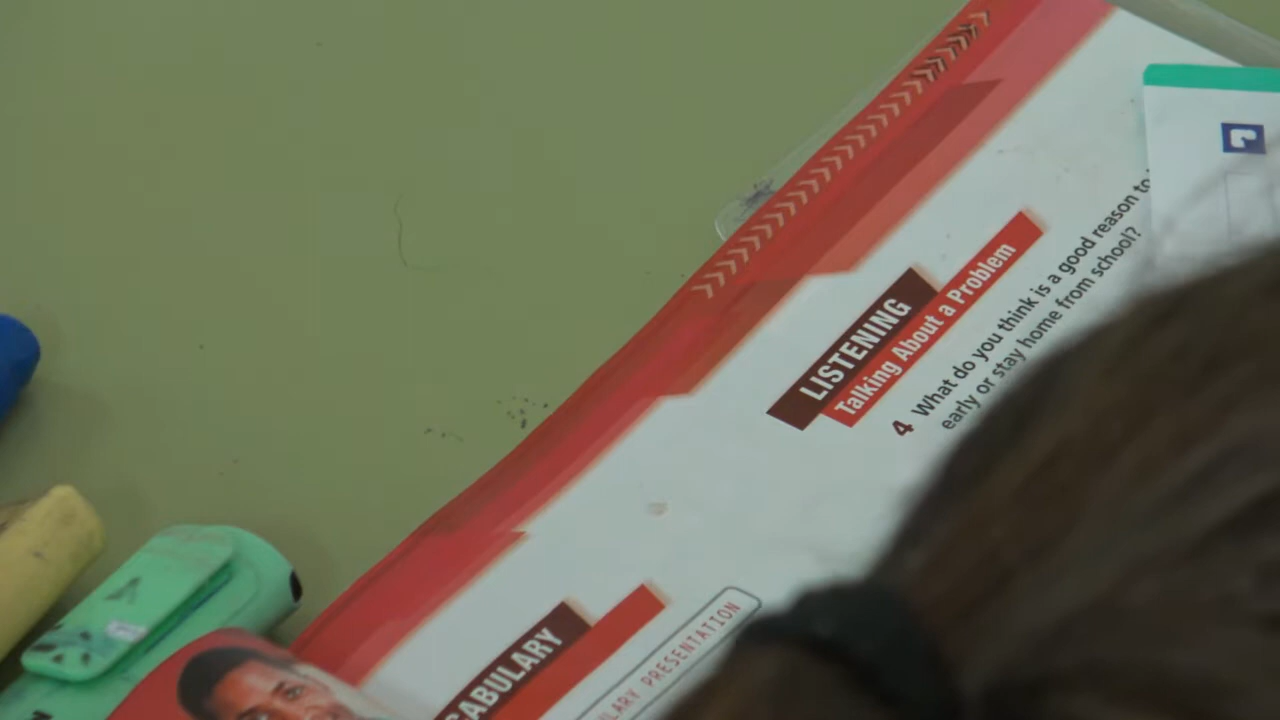 LISTENING
Talking About a Problem
4 What do you think is a good reason to
early or stay home from school?
CABULARY
LARY PRESENTATION